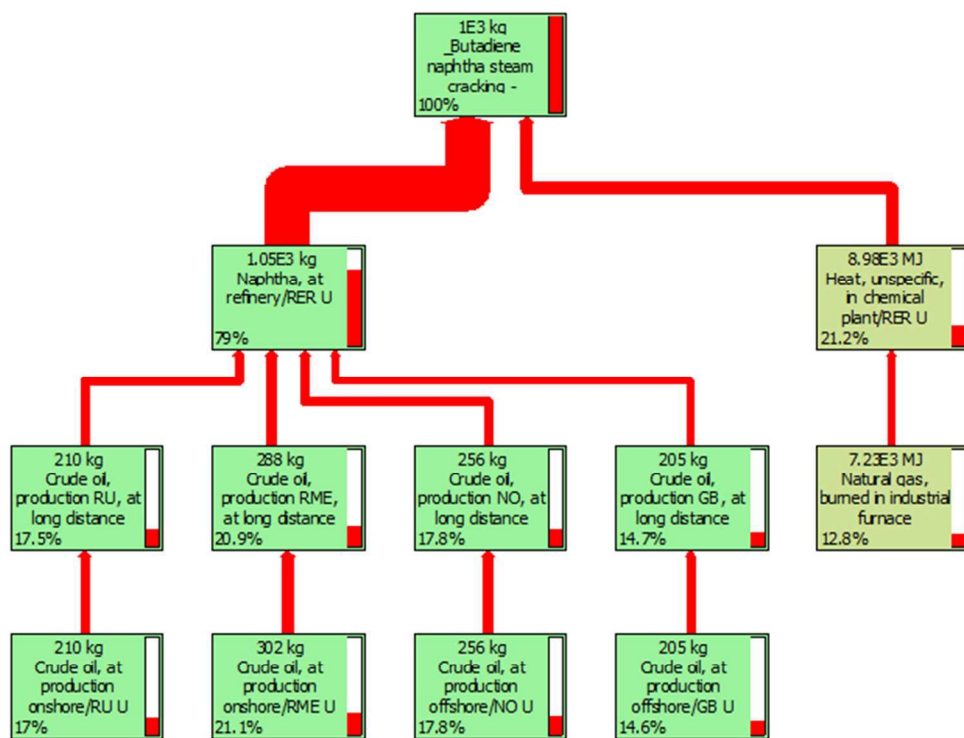 1E3 kg
_Butadiene
naphtha steam
cracking -
100%
1.05E3 kg
Naphtha, at
refinery/RER U
79%
8.98E3 MJ
Heat, unspecific,
in chemical
plant/RER U
21.2%
210 kg
Crude oil,
production RU, at
long distance
17.5%
288 kg
Crude oil,
production RME,
at long distance
20.9%
256 kg
Crude oil,
production NO, at
long distance
17.8%
205 kg
Crude oil,
production GB, at
long distance
14.7%
7.23E3 MJ
Natural gas,
burned in industrial
furnace
12.8%
210 kg
Crude oil, at
production
onshore/RU U
17%
302 kg
Crude oil, at
production
onshore/RME U
21.1%
256 kg
Crude oil, at
production
offshore/NO U
17.8%
205 kg
Crude oil, at
production
offshore/GB U
14.6%